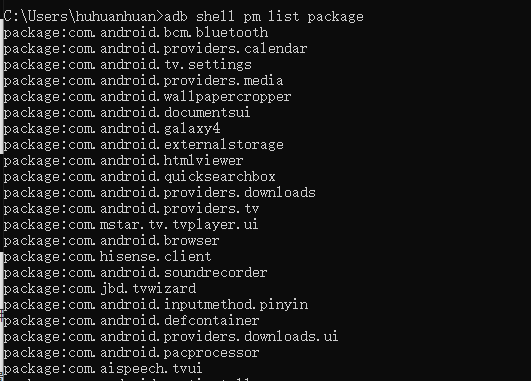 C:\Users\huhuanhuan>adb shell pm list package
package:com.android.bcm.bluetooth
package:com.android.providers.calendar
package:com.android.tv.settings
package:com.android.providers.media
package:com.android.wallpapercropper
package:com.android.documentsui
package:com.android.galaxy4
package:com.android.externalstorage
package:com.android.htmlviewer
package:com.android.quicksearchbox
package:com.android.providers.downloads
package:com.android.providers.tv
package:com.mstar.tv.tvplayer.ui
package:com.android.browser
package:com.hisense.client
package:com.android.soundrecorder
package:com.jbd.tvwizard
package:com.android.inputmethod.pinyin
package:com.android.defcontainer
package:com.android.providers.downloads.ui
package:com.android.pacprocessor
package:com.aispeech.tvui